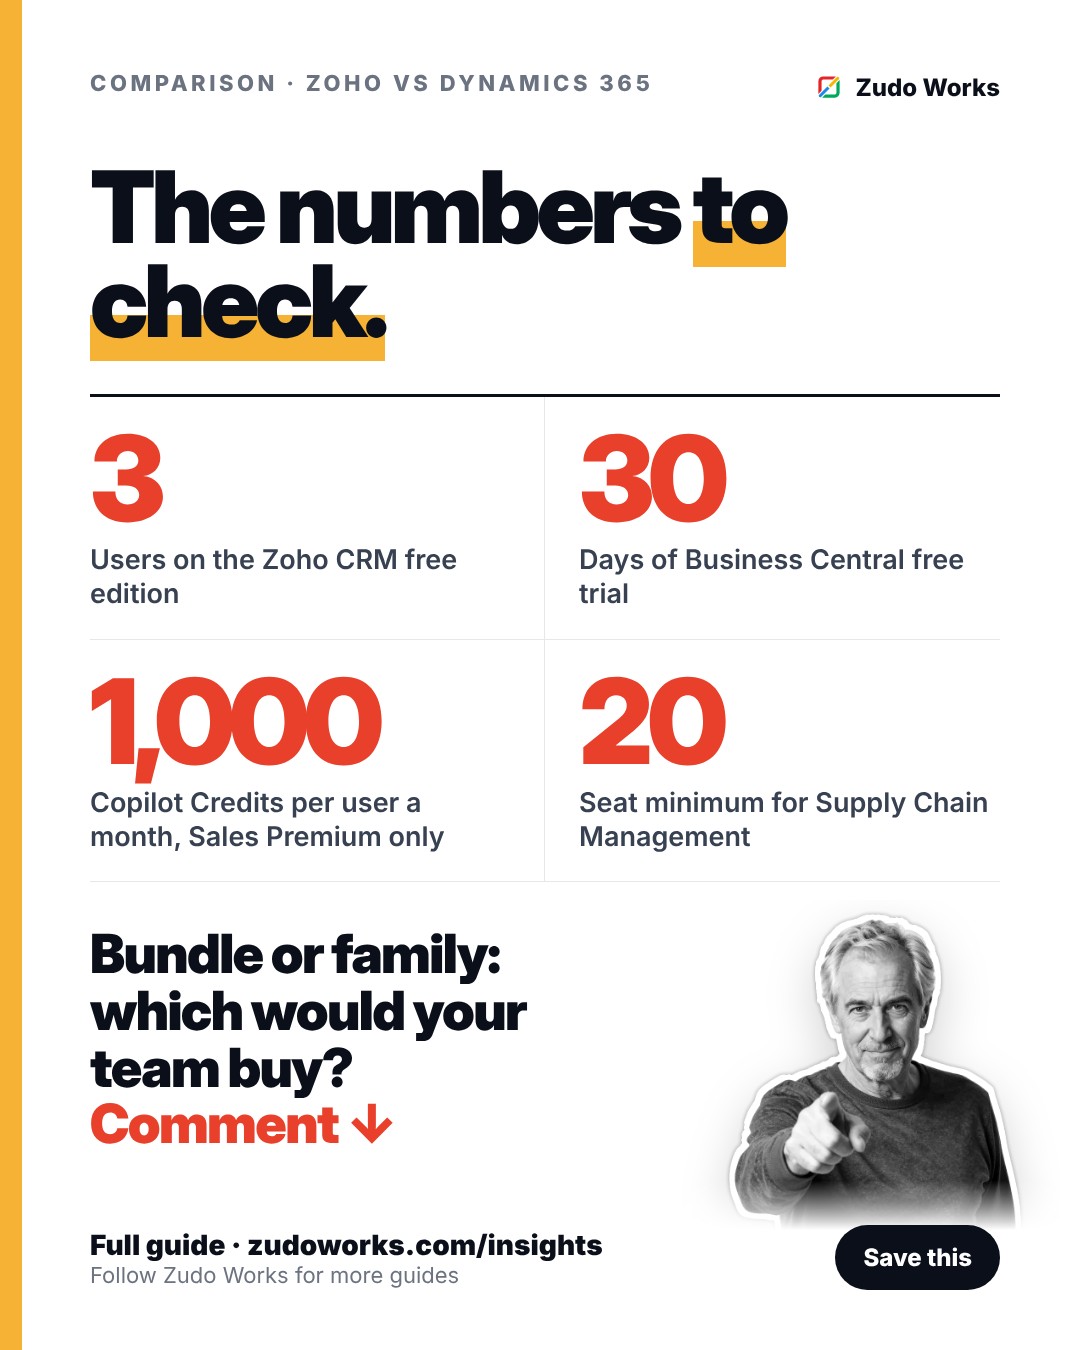 COMPARISON · ZOHO VS DYNAMICS 365
Zudo Works
The numbers to
check.
3
Users on the Zoho CRM free
edition
30
Days of Business Central free
trial
1,000
Copilot Credits per user a
month, Sales Premium only
20
Seat minimum for Supply Chain
Management
Bundle or family:
which would your
team buy?
Comment ↓
Full guide · zudoworks.com/insights
Follow Zudo Works for more guides
Save this